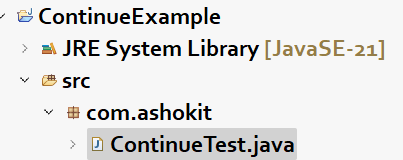 ContinueExample
JRE System Library [JavaSE-21]
src
com.ashokit
ContinueTest.java